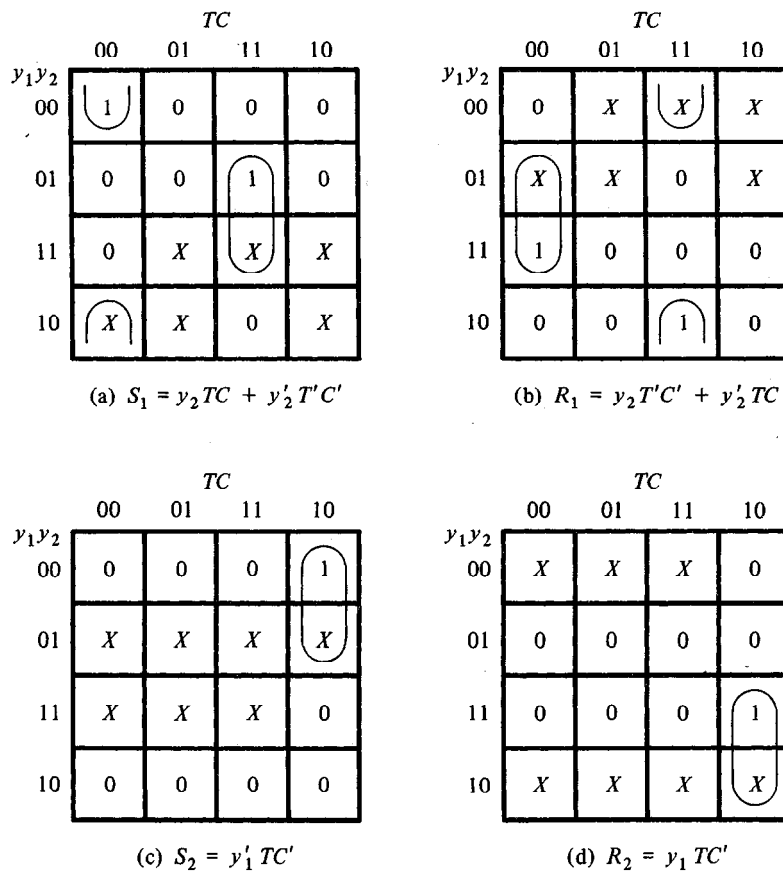 TC
00 01 11 10
y₁y₂
00 1 0 0 0
01 0 0 1 0
11 0 X X X
10 X X 0 X
(a) S₁ = y₂TC + y′₂T′C′
TC
00 01 11 10
y₁y₂
00 0 X X X
01 X X 0 X
11 1 0 0 0
10 0 0 1 0
(b) R₁ = y₂T′C′ + y′₂TC
TC
00 01 11 10
y₁y₂
00 0 0 0 1
01 X X X X
11 X X X 0
10 0 0 0 0
(c) S₂ = y′₁TC′
TC
00 01 11 10
y₁y₂
00 X X X 0
01 0 0 0 0
11 0 0 0 1
10 X X X X
(d) R₂ = y₁TC′